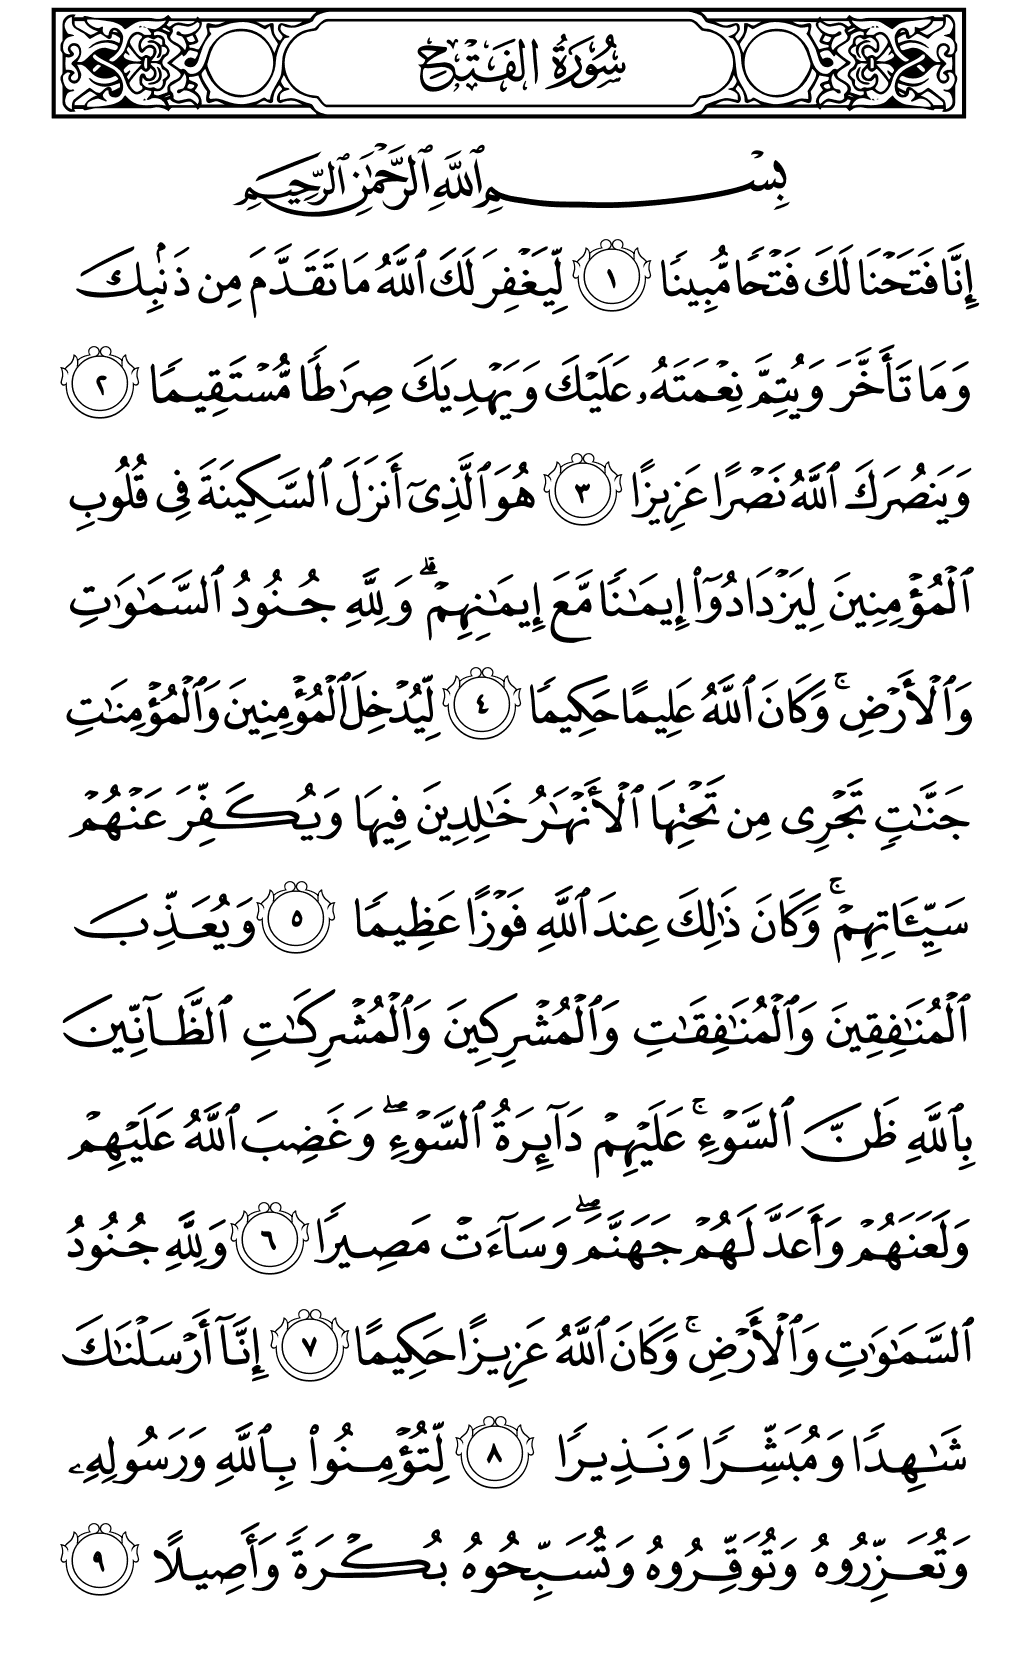 سُورَةُ الفَتْحِ
بِسْمِ ٱللَّهِ ٱلرَّحْمَٰنِ ٱلرَّحِيمِ
إِنَّا فَتَحْنَا لَكَ فَتْحًا مُّبِينًا ١ لِّيَغْفِرَ لَكَ ٱللَّهُ مَا تَقَدَّمَ مِن ذَنۢبِكَ
وَمَا تَأَخَّرَ وَيُتِمَّ نِعْمَتَهُۥ عَلَيْكَ وَيَهْدِيَكَ صِرَٰطًا مُّسْتَقِيمًا ٢
وَيَنصُرَكَ ٱللَّهُ نَصْرًا عَزِيزًا ٣ هُوَ ٱلَّذِىٓ أَنزَلَ ٱلسَّكِينَةَ فِى قُلُوبِ
ٱلْمُؤْمِنِينَ لِيَزْدَادُوٓا۟ إِيمَٰنًا مَّعَ إِيمَٰنِهِمْ ۗ وَلِلَّهِ جُنُودُ ٱلسَّمَٰوَٰتِ
وَٱلْأَرْضِ ۚ وَكَانَ ٱللَّهُ عَلِيمًا حَكِيمًا ٤ لِّيُدْخِلَ ٱلْمُؤْمِنِينَ وَٱلْمُؤْمِنَٰتِ
جَنَّٰتٍ تَجْرِى مِن تَحْتِهَا ٱلْأَنْهَٰرُ خَٰلِدِينَ فِيهَا وَيُكَفِّرَ عَنْهُمْ
سَيِّـَٔاتِهِمْ ۚ وَكَانَ ذَٰلِكَ عِندَ ٱللَّهِ فَوْزًا عَظِيمًا ٥ وَيُعَذِّبَ
ٱلْمُنَٰفِقِينَ وَٱلْمُنَٰفِقَٰتِ وَٱلْمُشْرِكِينَ وَٱلْمُشْرِكَٰتِ ٱلظَّآنِّينَ
بِٱللَّهِ ظَنَّ ٱلسَّوْءِ ۚ عَلَيْهِمْ دَآئِرَةُ ٱلسَّوْءِ ۖ وَغَضِبَ ٱللَّهُ عَلَيْهِمْ
وَلَعَنَهُمْ وَأَعَدَّ لَهُمْ جَهَنَّمَ ۖ وَسَآءَتْ مَصِيرًا ٦ وَلِلَّهِ جُنُودُ
ٱلسَّمَٰوَٰتِ وَٱلْأَرْضِ ۚ وَكَانَ ٱللَّهُ عَزِيزًا حَكِيمًا ٧ إِنَّآ أَرْسَلْنَٰكَ
شَٰهِدًا وَمُبَشِّرًا وَنَذِيرًا ٨ لِّتُؤْمِنُوا۟ بِٱللَّهِ وَرَسُولِهِۦ
وَتُعَزِّرُوهُ وَتُوَقِّرُوهُ وَتُسَبِّحُوهُ بُكْرَةً وَأَصِيلًا ٩